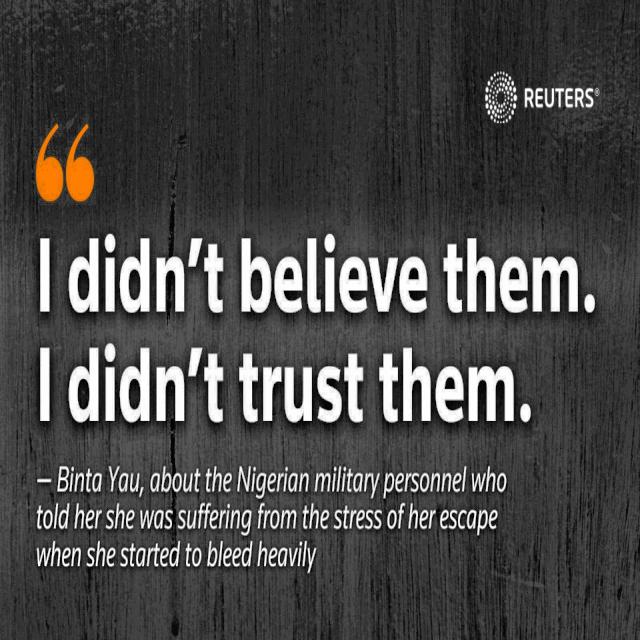 REUTERS®
“
I didn’t believe them.
I didn’t trust them.
— Binta Yau, about the Nigerian military personnel who
told her she was suffering from the stress of her escape
when she started to bleed heavily